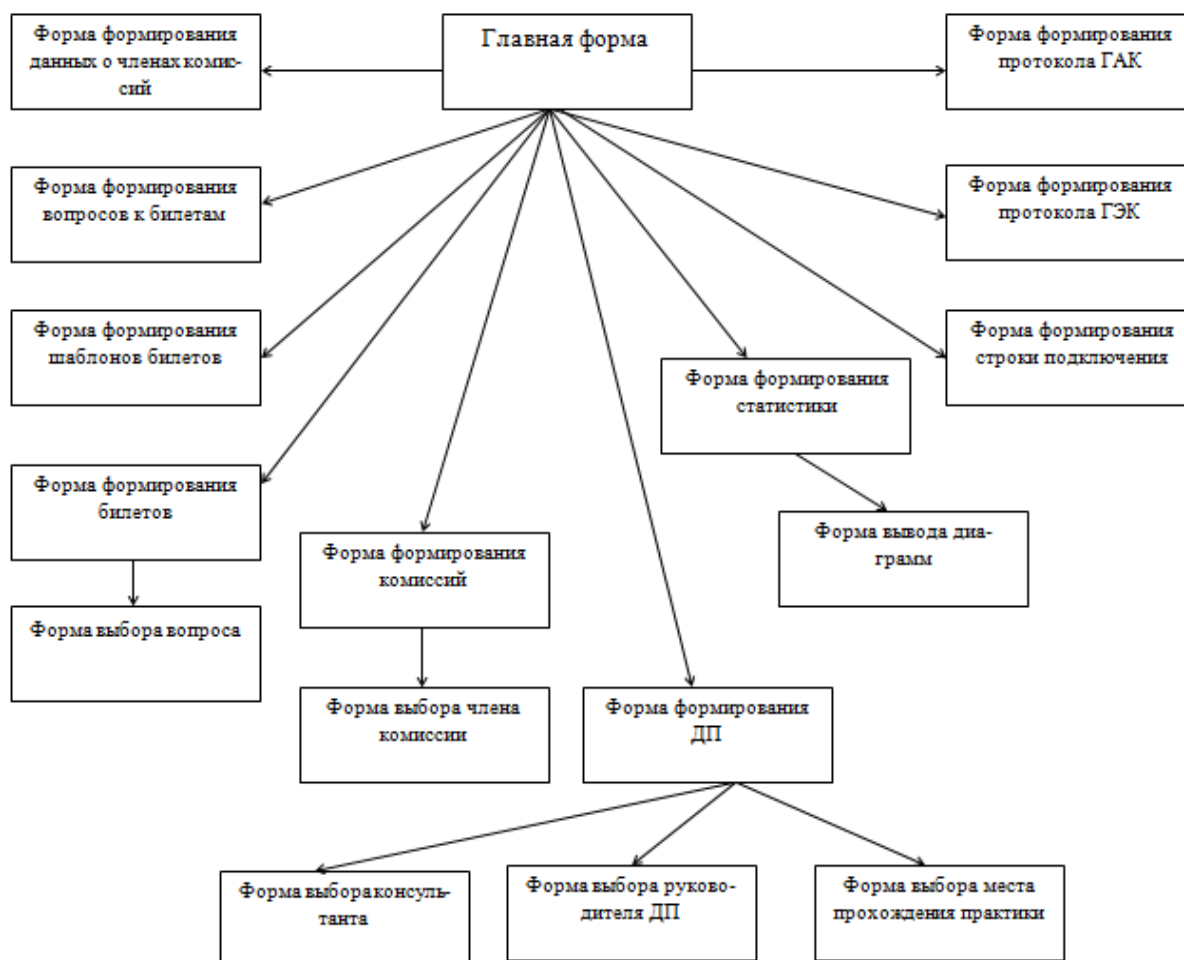 Форма формирования
данных о членах комис-
сий
Главная форма
Форма формирования
протокола ГАК
Форма формирования
вопросов к билетам
Форма формирования
протокола ГЭК
Форма формирования
шаблонов билетов
Форма формирования
строки подключения
Форма формирования
статистики
Форма формирования
билетов
Форма вывода диа-
грамм
Форма формирования
комиссий
Форма выбора вопроса
Форма выбора члена
комиссии
Форма формирования
ДП
Форма выбора консуль-
танта
Форма выбора руково-
дителя ДП
Форма выбора места
прохождения практики